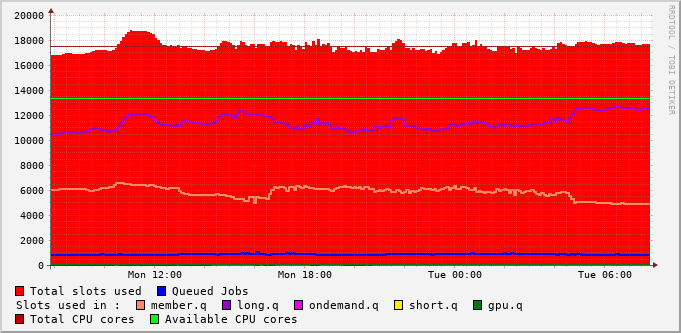 20000
18000
16000
14000
12000
10000
8000
6000
4000
2000
0
Mon 12:00 Mon 18:00 Tue 00:00 Tue 06:00
Total slots used Queued Jobs
Slots used in : member.q long.q ondemand.q short.q gpu.q
Total CPU cores Available CPU cores
RRDTOOL / TOBI OETIKER